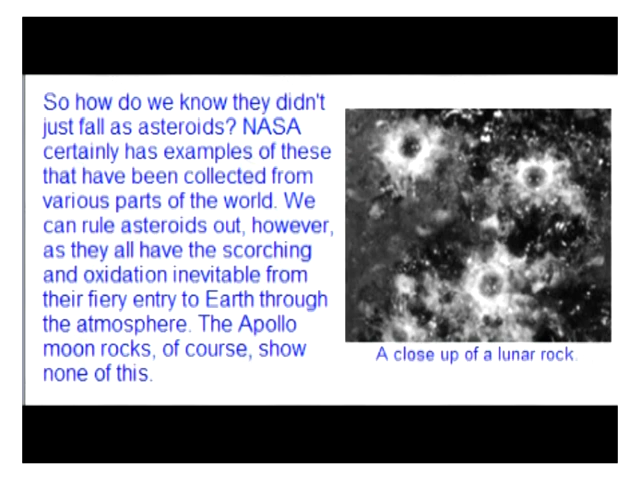 So how do we know they didn't
just fall as asteroids? NASA
certainly has examples of these
that have been collected from
various parts of the world. We
can rule asteroids out, however,
as they all have the scorching
and oxidation inevitable from
their fiery entry to Earth through
the atmosphere. The Apollo
moon rocks, of course, show
none of this.
A close up of a lunar rock.